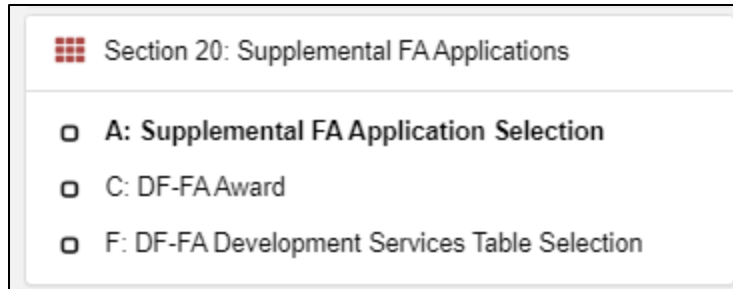 Section 20: Supplemental FA Applications
A: Supplemental FA Application Selection
C: DF-FA Award
F: DF-FA Development Services Table Selection